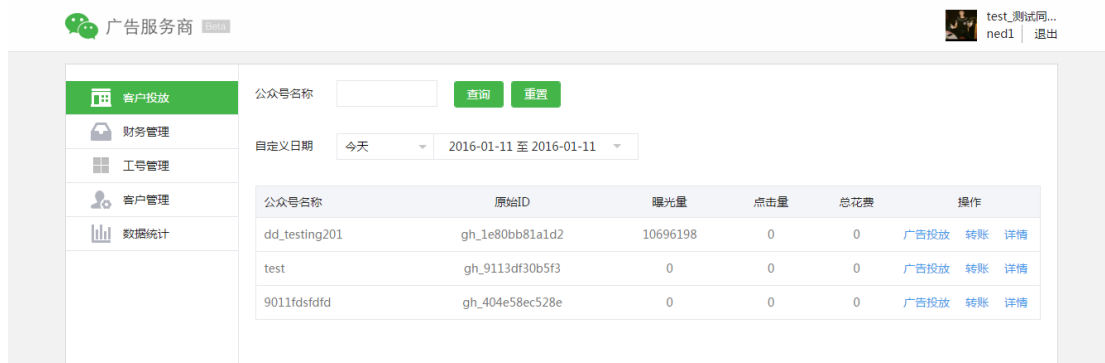 广告服务商 Beta
test_测试同...
ned1 退出
客户投放
财务管理
工号管理
客户管理
数据统计
公众号名称 查询 重置
自定义日期 今天 2016-01-11 至 2016-01-11
公众号名称 原始ID 曝光量 点击量 总花费 操作
dd_testing201 gh_1e80bb81a1d2 10696198 0 0 广告投放 转账 详情
test gh_9113df30b5f3 0 0 0 广告投放 转账 详情
9011fdsfdfd gh_404e58ec528e 0 0 0 广告投放 转账 详情